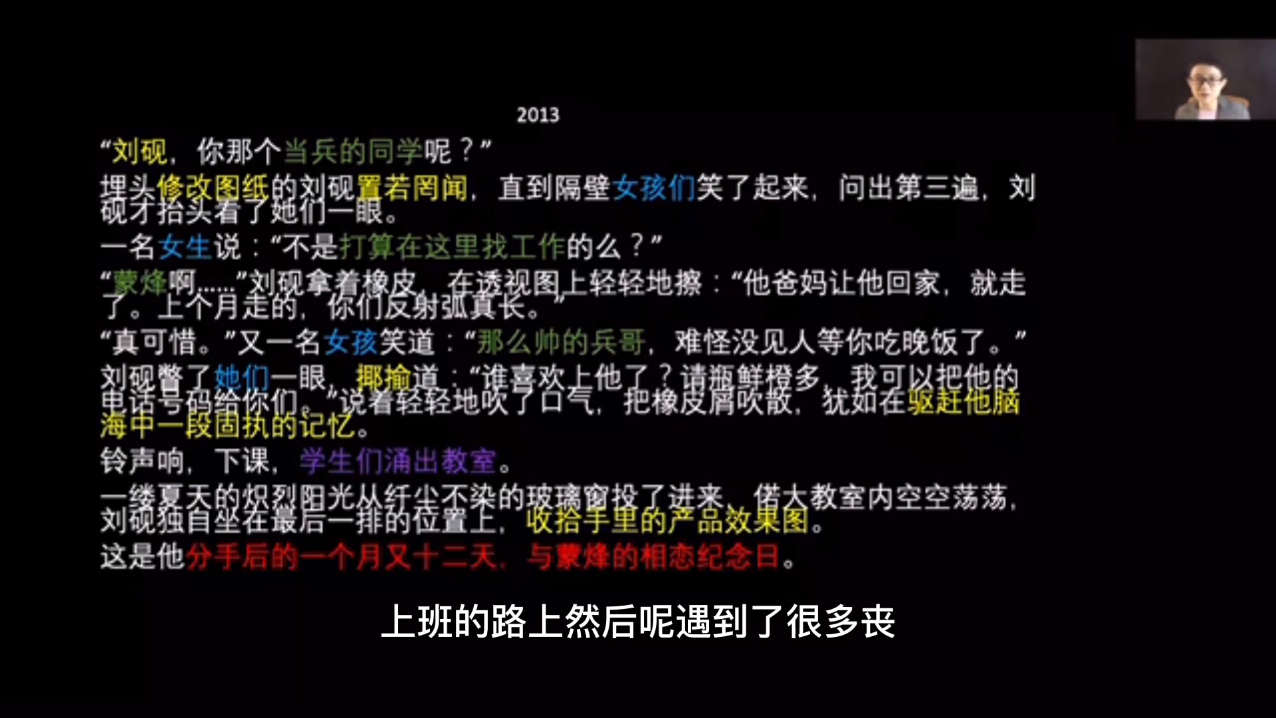 2013
“刘砚，你那个当兵的同学呢？”
埋头修改图纸的刘砚置若罔闻，直到隔壁女孩们笑了起来，问出第三遍，刘
砚才抬头看了她们一眼。
一名女生说：“不是打算在这里找工作的么？”
“蒙烽啊……”刘砚拿着橡皮，在透视图上轻轻地擦：“他爸妈让他回家，就走
了。上个月走的，你们反射弧真长。”
“真可惜。”又一名女孩笑道：“那么帅的兵哥，难怪没见人等你吃晚饭了。”
刘砚瞥了她们一眼，揶揄道：“谁喜欢上他了？请瓶鲜橙多，我可以把他的
电话号码给你们。”说着轻轻地吹了口气，把橡皮屑吹散，犹如在驱赶他脑
海中一段固执的记忆。
铃声响，下课，学生们涌出教室。
一缕夏天的炽烈阳光从纤尘不染的玻璃窗投了进来，偌大教室内空空荡荡，
刘砚独自坐在最后一排的位置上，收拾手里的产品效果图。
这是他分手后的一个月又十二天，与蒙烽的相恋纪念日。
上班的路上然后呢遇到了很多丧